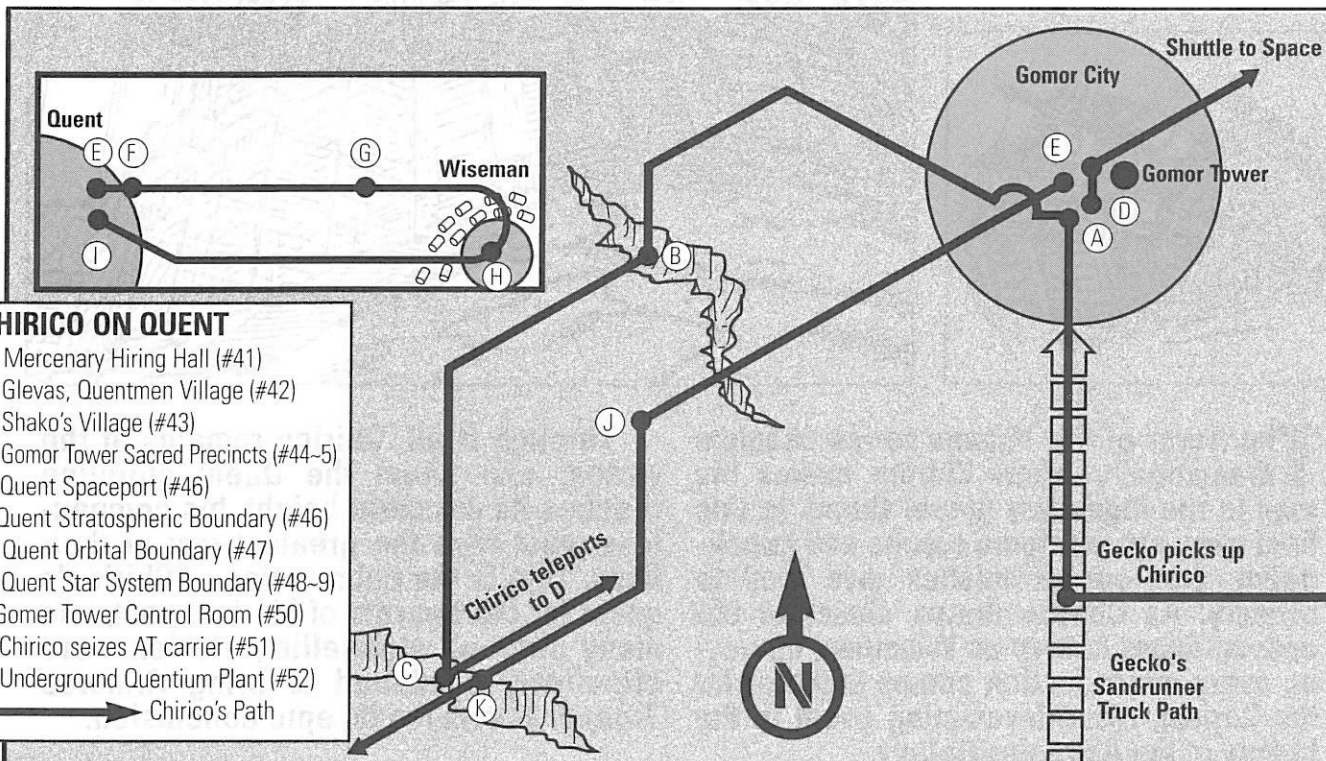 Quent
E
F
G
Wiseman
I
H
Gomor City
Shuttle to Space
E
Gomor Tower
D
A
B
J
HIRICO ON QUENT
Mercenary Hiring Hall (#41)
Glevas, Quentmen Village (#42)
Shako's Village (#43)
Gomor Tower Sacred Precincts (#44~5)
Quent Spaceport (#46)
Quent Stratospheric Boundary (#46)
Quent Orbital Boundary (#47)
Quent Star System Boundary (#48~9)
Gomer Tower Control Room (#50)
Chirico seizes AT carrier (#51)
Underground Quentium Plant (#52)
Chirico's Path
Chirico teleports
to D
C
K
N
Gecko picks up
Chirico
Gecko's
Sandrunner
Truck Path